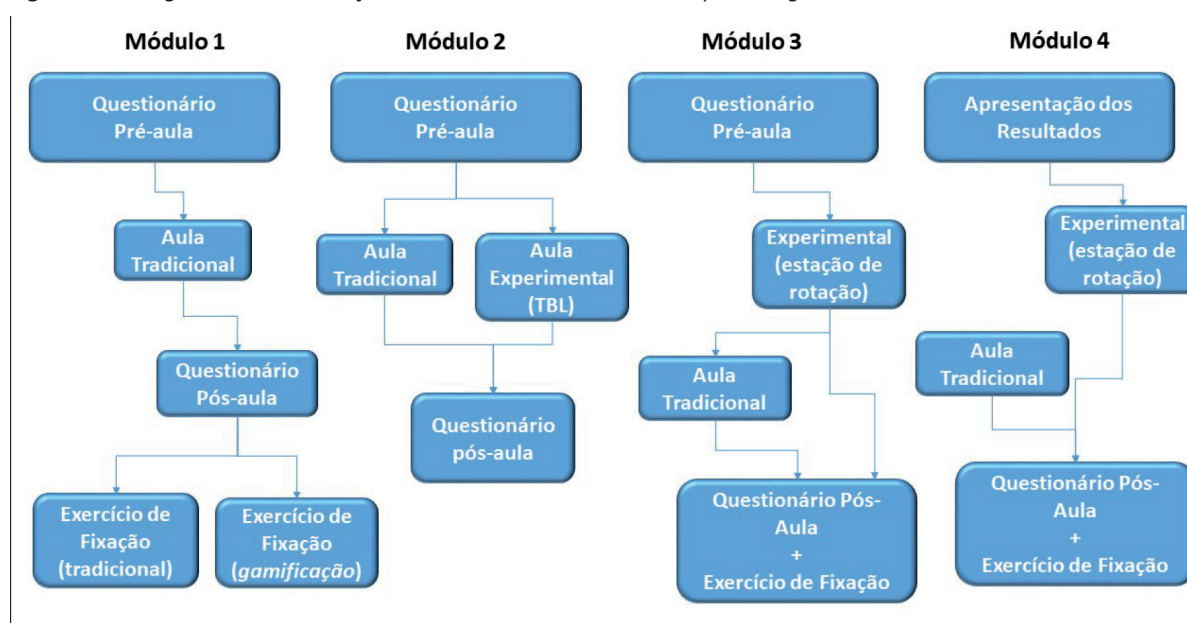 Módulo 1
Questionário
Pré-aula
Aula
Tradicional
Questionário
Pós-aula
Exercício de
Fixação
(tradicional)
Exercício de
Fixação
(gamificação)
Módulo 2
Questionário
Pré-aula
Aula
Tradicional
Aula
Experimental
(TBL)
Questionário
pós-aula
Módulo 3
Questionário
Pré-aula
Experimental
(estação de
rotação)
Aula
Tradicional
Questionário Pós-
Aula
+
Exercício de Fixação
Módulo 4
Apresentação dos
Resultados
Experimental
(estação de
rotação)
Aula
Tradicional
Questionário Pós-
Aula
+
Exercício de Fixação